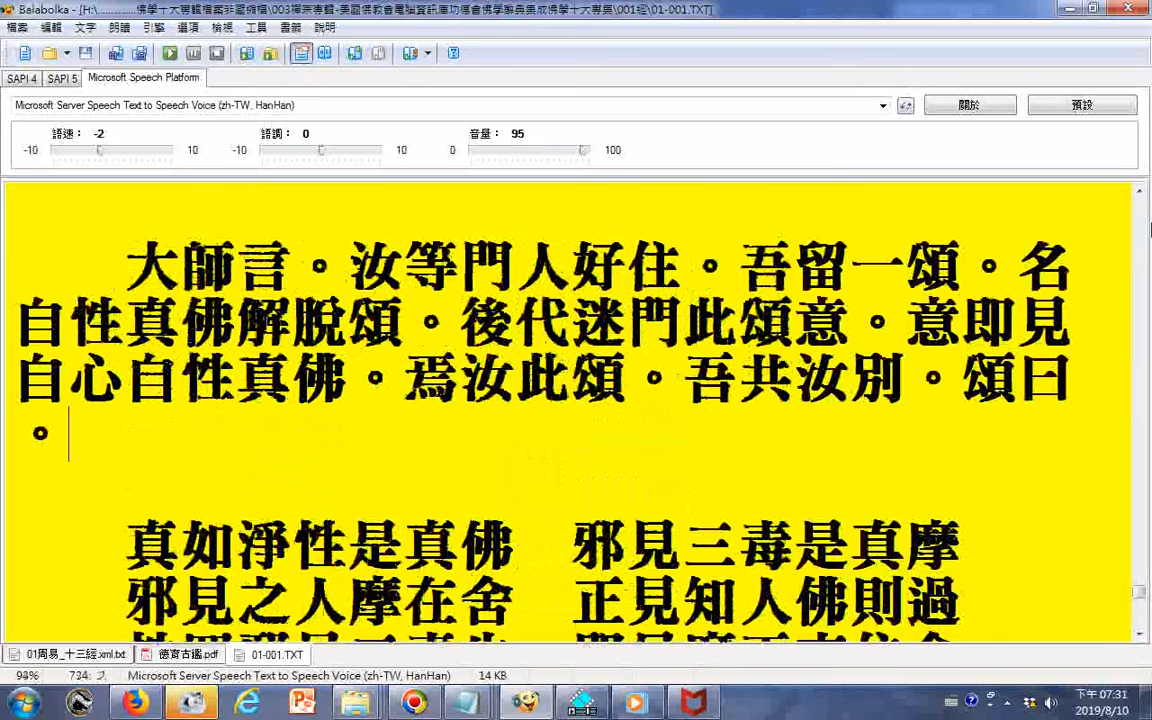 Balabolka - [H:\............佛學十大專輯檔案非壓縮檔\003禪宗專輯-美麗佛教會電腦資訊庫功德會佛學辭典集成佛學十大專集\001經\01-001.TXT]
檔案 編輯 文字 朗讀 引擎 選項 檢視 工具 書籤 說明
SAPI 4 SAPI 5 Microsoft Speech Platform
Microsoft Server Speech Text to Speech Voice (zh-TW, HanHan) 關於 預設
語速： -2 語調： 0 音量： 95
-10 10 -10 10 0 100
大師言。汝等門人好住。吾留一頌。名
自性真佛解脫頌。後代迷門此頌意。意即見
自心自性真佛。焉汝此頌。吾共汝別。頌曰
。
真如淨性是真佛 邪見三毒是真摩
邪見之人摩在舍 正見知人佛則過
01周易_十三經.xml.txt 德育古鑑.pdf 01-001.TXT
98% 734: Microsoft Server Speech Text to Speech Voice (zh-TW, HanHan) 14 KB
下午 07:31
2019/8/10